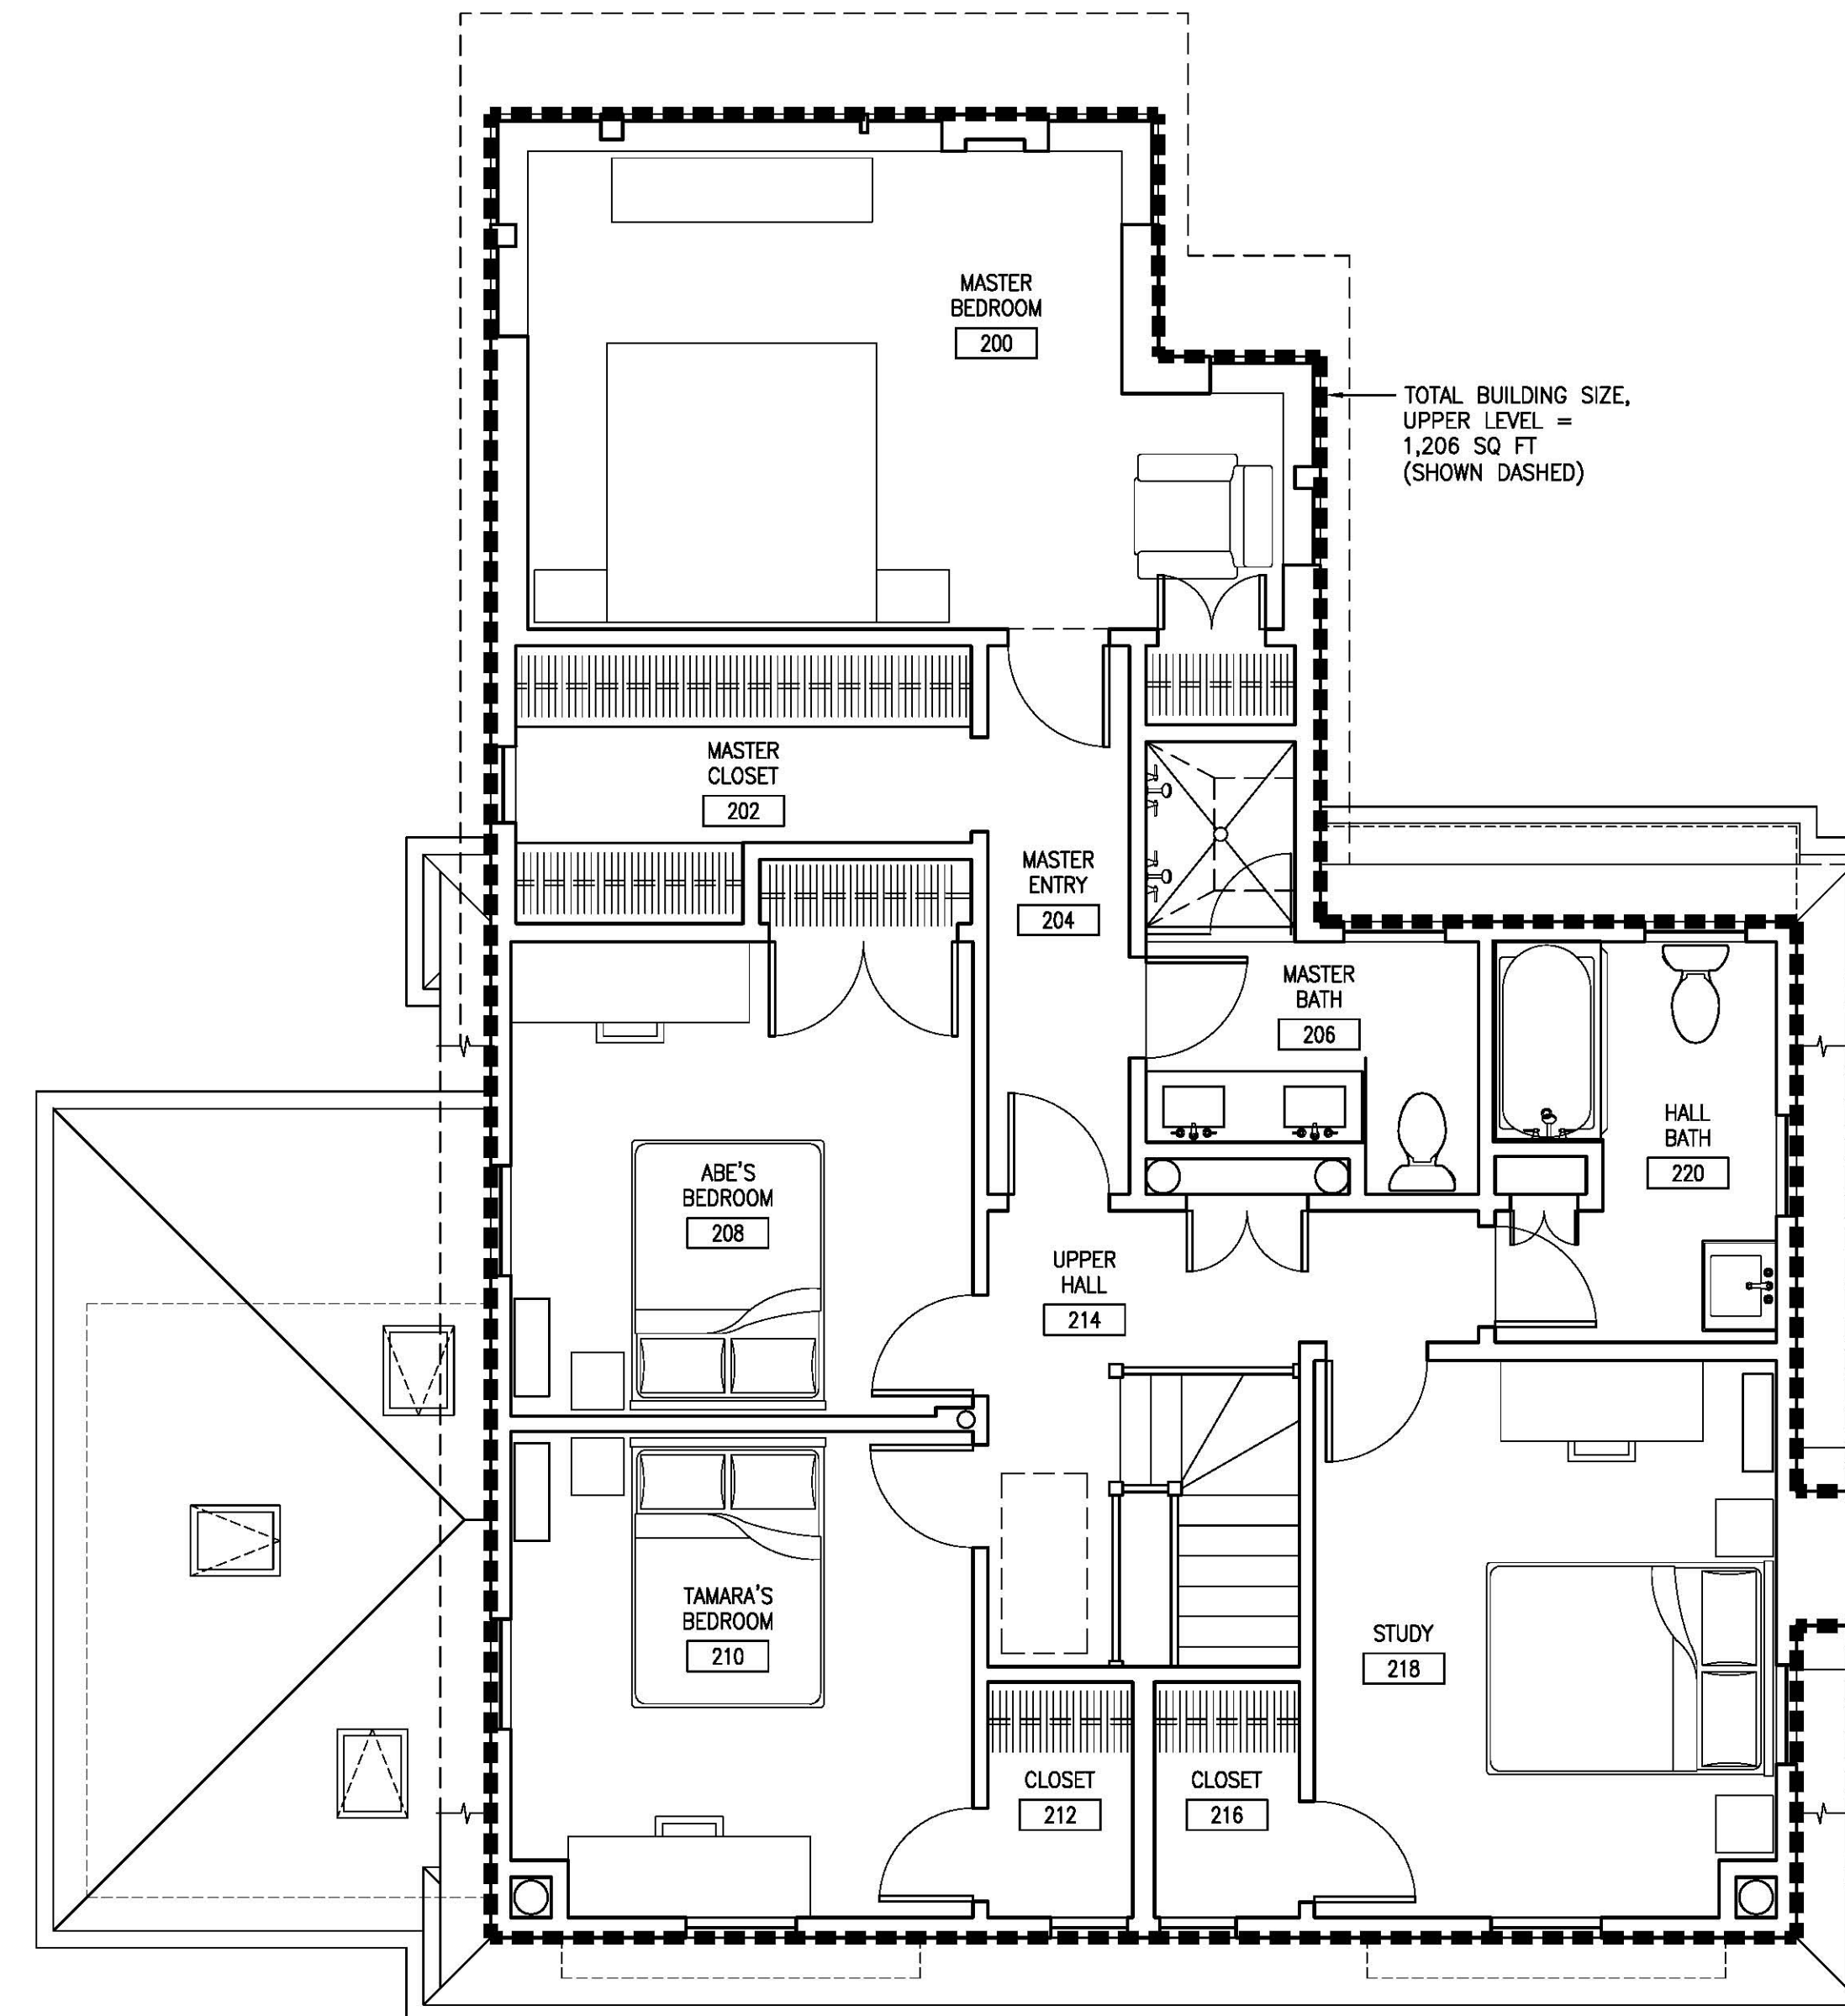 MASTER
BEDROOM
200
TOTAL BUILDING SIZE,
UPPER LEVEL =
1,206 SQ FT
(SHOWN DASHED)
MASTER
CLOSET
202
MASTER
ENTRY
204
MASTER
BATH
206
HALL
BATH
220
ABE'S
BEDROOM
208
UPPER
HALL
214
TAMARA'S
BEDROOM
210
STUDY
218
CLOSET
212
CLOSET
216